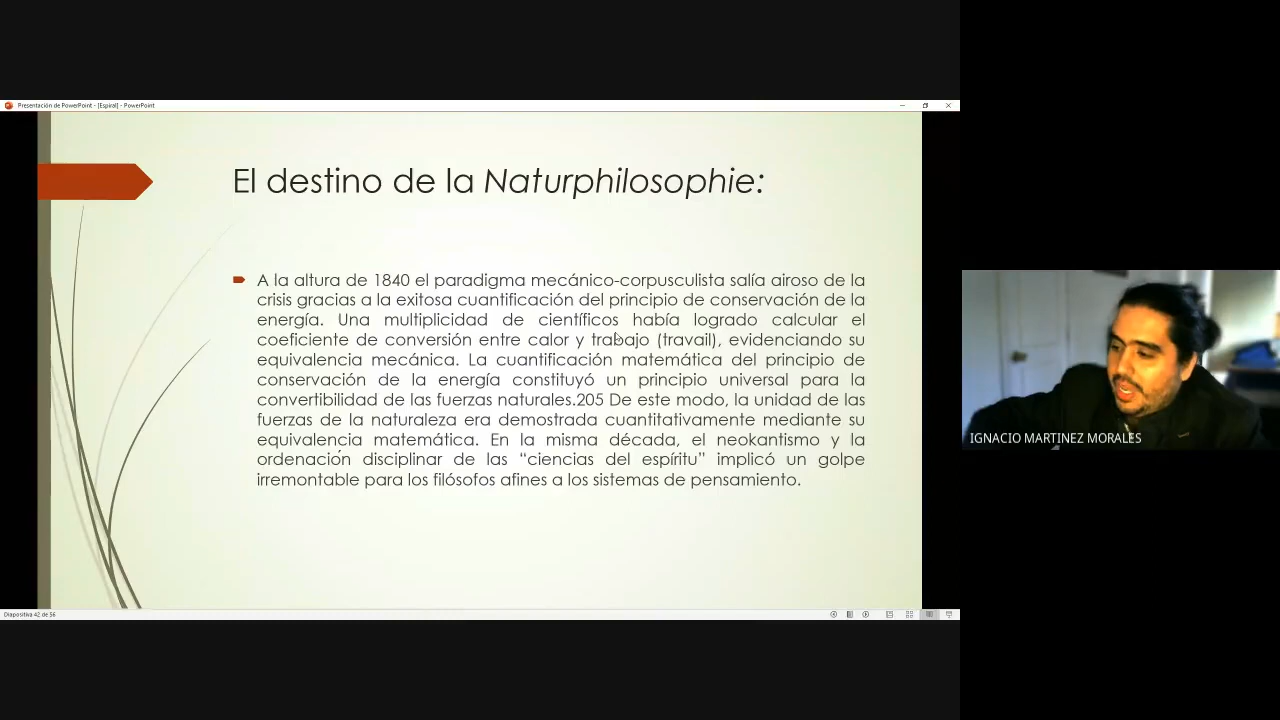 Presentación de PowerPoint - [Espiral] - PowerPoint
El destino de la Naturphilosophie:
A la altura de 1840 el paradigma mecánico-corpusculista salía airoso de la
crisis gracias a la exitosa cuantificación del principio de conservación de la
energía. Una multiplicidad de científicos había logrado calcular el
coeficiente de conversión entre calor y trabajo (travail), evidenciando su
equivalencia mecánica. La cuantificación matemática del principio de
conservación de la energía constituyó un principio universal para la
convertibilidad de las fuerzas naturales.205 De este modo, la unidad de las
fuerzas de la naturaleza era demostrada cuantitativamente mediante su
equivalencia matemática. En la misma década, el neokantismo y la
ordenación disciplinar de las “ciencias del espíritu” implicó un golpe
irremontable para los filósofos afines a los sistemas de pensamiento.
IGNACIO MARTINEZ MORALES
Diapositiva 42 de 56